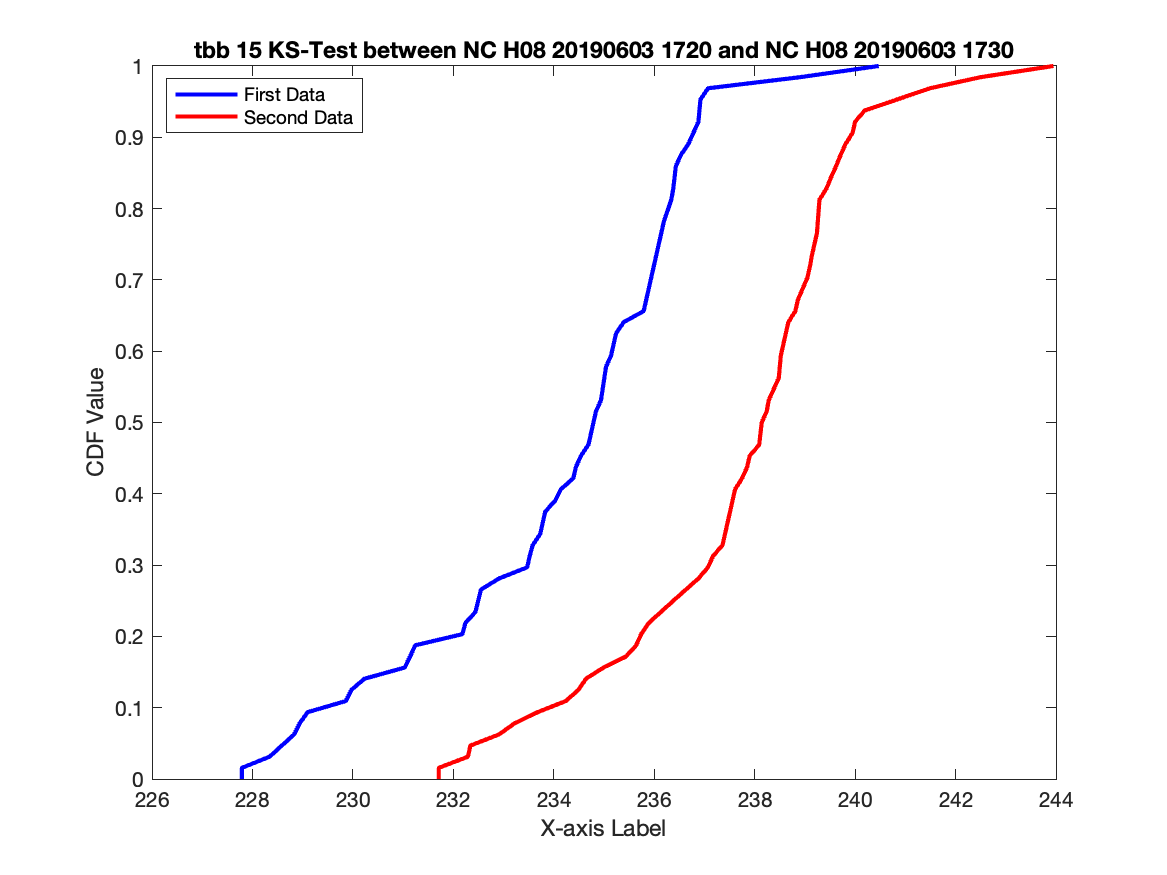 tbb 15 KS-Test between NC H08 20190603 1720 and NC H08 20190603 1730
First Data
Second Data
1
0.9
0.8
0.7
0.6
0.5
0.4
0.3
0.2
0.1
0
CDF Value
226 228 230 232 234 236 238 240 242 244
X-axis Label